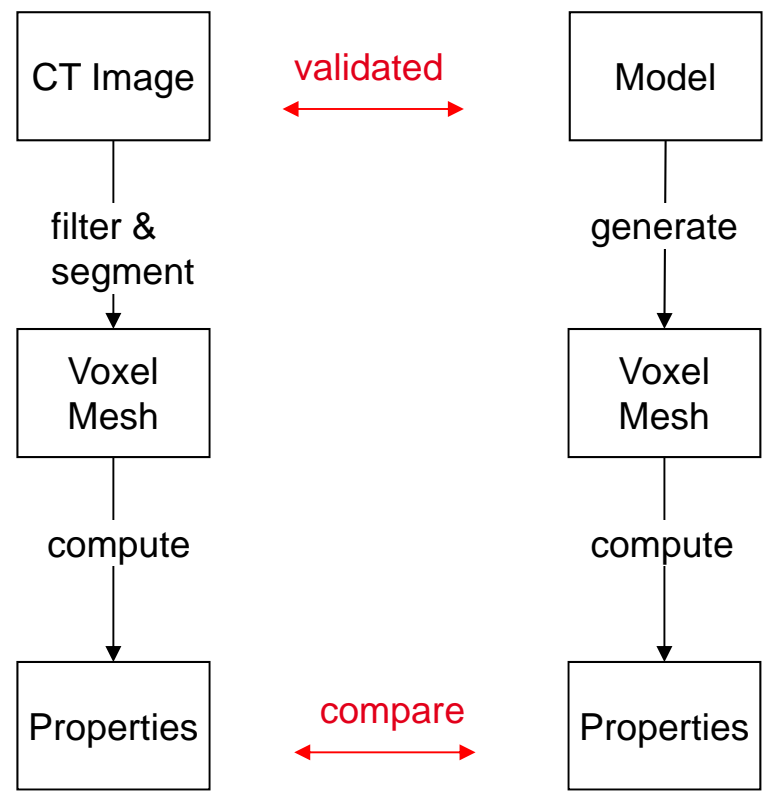 CT Image
validated
Model
filter &
segment
generate
Voxel
Mesh
Voxel
Mesh
compute
compute
Properties
compare
Properties